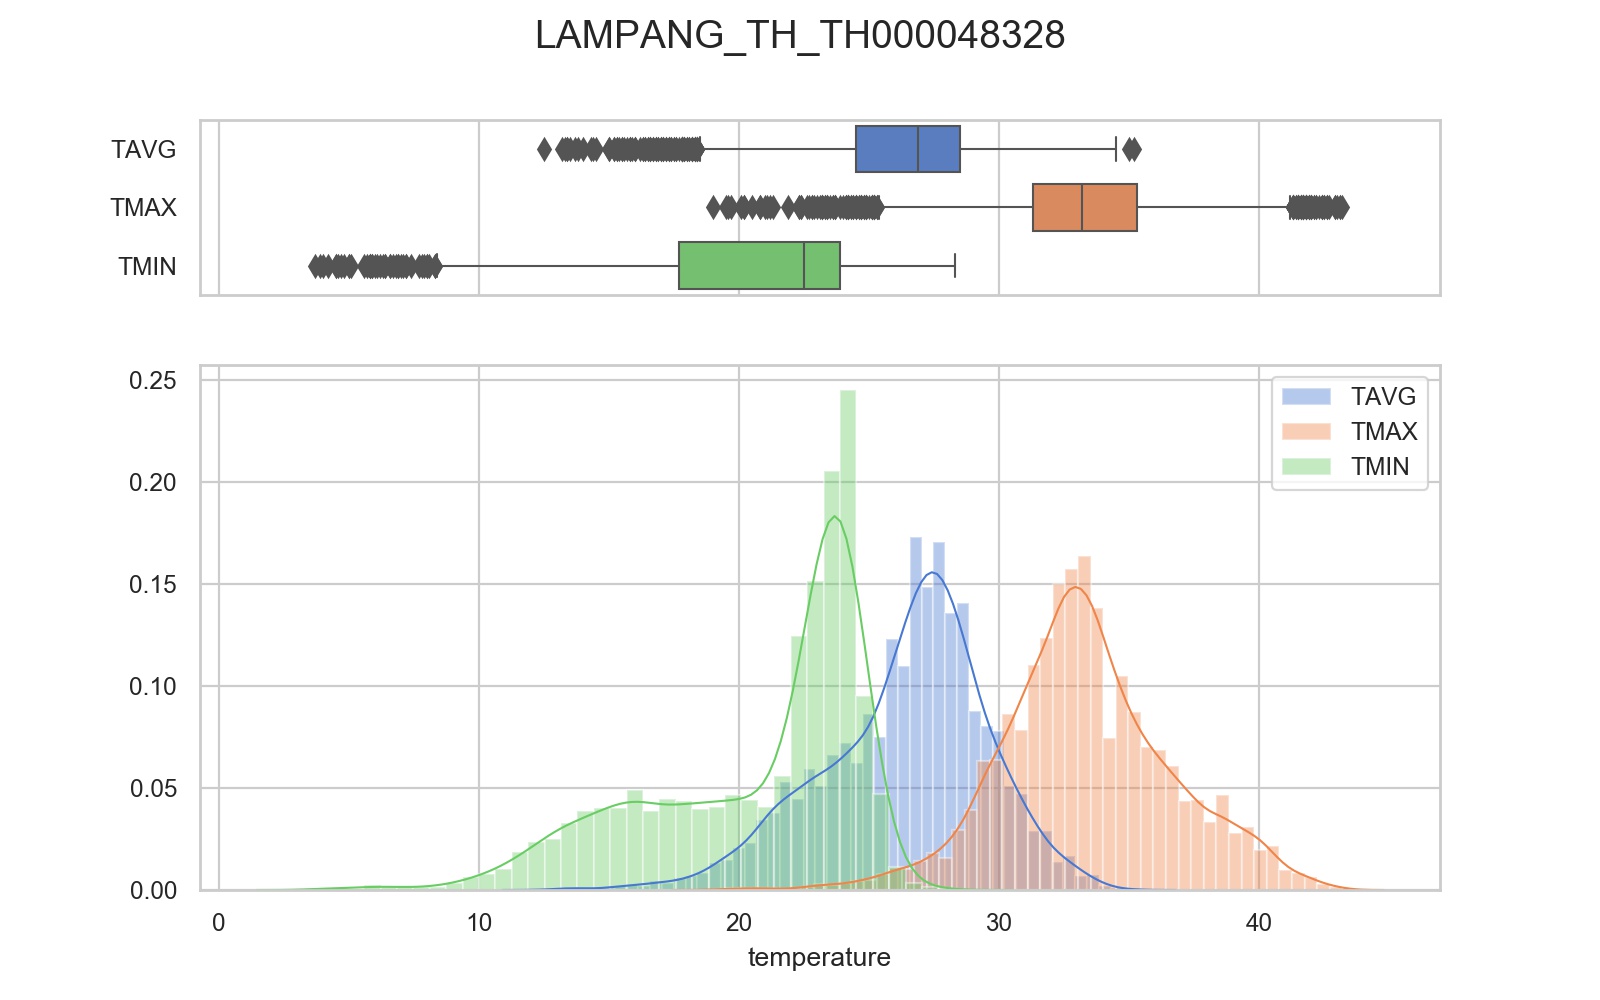 LAMPANG_TH_TH000048328
TAVG
TMAX
TMIN
0.25
0.20
0.15
0.10
0.05
0.00
TAVG
TMAX
TMIN
0 10 20 30 40
temperature